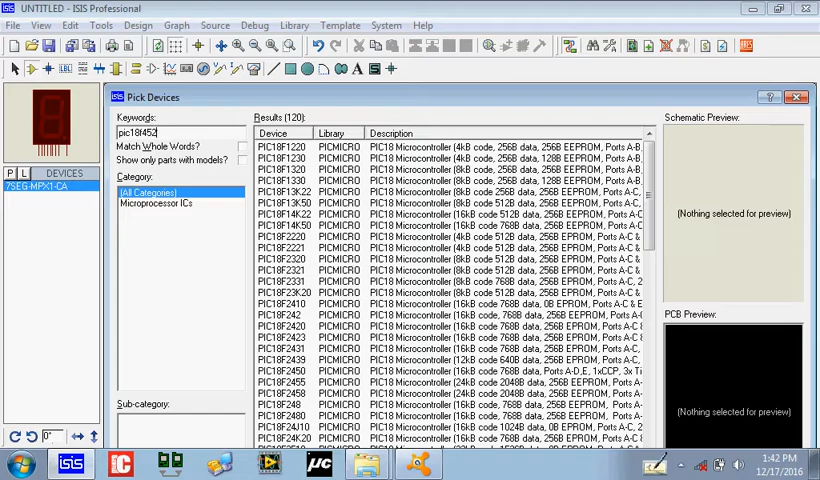 UNTITLED - ISIS Professional
File View Edit Tools Design Graph Source Debug Library Template System Help
LBL
Pick Devices
Keywords:
pic18f452
Match Whole Words?
Show only parts with models?
Category:
(All Categories)
Microprocessor ICs
Sub-category:
P L DEVICES
7SEG-MPX1-CA
0°
Results (120):
Device Library Description
PIC18F1220 PICMICRO PIC18 Microcontroller (4kB code, 256B data, 256B EEPROM, Ports A-B,
PIC18F1230 PICMICRO PIC18 Microcontroller (4kB code, 256B data, 128B EEPROM, Ports A-B,
PIC18F1320 PICMICRO PIC18 Microcontroller (8kB code, 256B data, 256B EEPROM, Ports A-B,
PIC18F1330 PICMICRO PIC18 Microcontroller (8kB code, 256B data, 128B EEPROM, Ports A-B,
PIC18F13K22 PICMICRO PIC18 Microcontroller (8kB code, 256B data, 256B EEPROM, Ports A-C
PIC18F13K50 PICMICRO PIC18 Microcontroller (8kB code 512B data, 256B EEPROM, Ports A-C
PIC18F14K22 PICMICRO PIC18 Microcontroller (16kB code 512B data, 256B EEPROM, Ports A-
PIC18F14K50 PICMICRO PIC18 Microcontroller (16kB code 768B data, 256B EEPROM, Ports A-
PIC18F2220 PICMICRO PIC18 Microcontroller (4kB code 512B data, 256B EEPROM, Ports A-C &
PIC18F2221 PICMICRO PIC18 Microcontroller (4kB code 512B data, 256B EEPROM, Ports A-C &
PIC18F2320 PICMICRO PIC18 Microcontroller (8kB code 512B data, 256B EEPROM, Ports A-C &
PIC18F2321 PICMICRO PIC18 Microcontroller (8kB code 512B data, 256B EEPROM, Ports A-C &
PIC18F2331 PICMICRO PIC18 Microcontroller (8kB code 768B data, 256B EEPROM, Ports A-C &
PIC18F23K20 PICMICRO PIC18 Microcontroller (8kB code 512B data, 256B EEPROM, Ports A-C &
PIC18F2410 PICMICRO PIC18 Microcontroller (16kB code 768B data, 0B EEPROM, Ports A-C & E
PIC18F242 PICMICRO PIC18 Microcontroller (16kB code, 768B data, 256B EEPROM, Ports A-C
PIC18F2420 PICMICRO PIC18 Microcontroller (16kB code 768B data, 256B EEPROM, Ports A-C
PIC18F2423 PICMICRO PIC18 Microcontroller (16kB code 768B data, 256B EEPROM, Ports A-C
PIC18F2431 PICMICRO PIC18 Microcontroller (16kB code 768B data, 256B EEPROM, Ports A-C
PIC18F2439 PICMICRO PIC18 Microcontroller (12kB code 640B data, 256B EEPROM, Ports A-C
PIC18F2450 PICMICRO PIC18 Microcontroller (16kB code 768B data, Ports A-D,E, 1xCCP, 3x Ti
PIC18F2455 PICMICRO PIC18 Microcontroller (24kB code 2048B data, 256B EEPROM, Ports A-
PIC18F2458 PICMICRO PIC18 Microcontroller (24kB code 2048B data, 256B EEPROM, Ports A-
PIC18F248 PICMICRO PIC18 Microcontroller (16kB code 768B data, 256B EEPROM, Ports A-C
PIC18F2480 PICMICRO PIC18 Microcontroller (16kB code 768B data, 256B EEPROM, Ports A-C
PIC18F24J10 PICMICRO PIC18 Microcontroller (16kB code 1024B data, 0B EEPROM, Ports A-C
PIC18F24K20 PICMICRO PIC18 Microcontroller (16kB code 768B data, 256B EEPROM, Ports A-C
Schematic Preview:
(Nothing selected for preview)
PCB Preview:
(Nothing selected for preview)
isis
µc
1:42 PM
12/17/2016